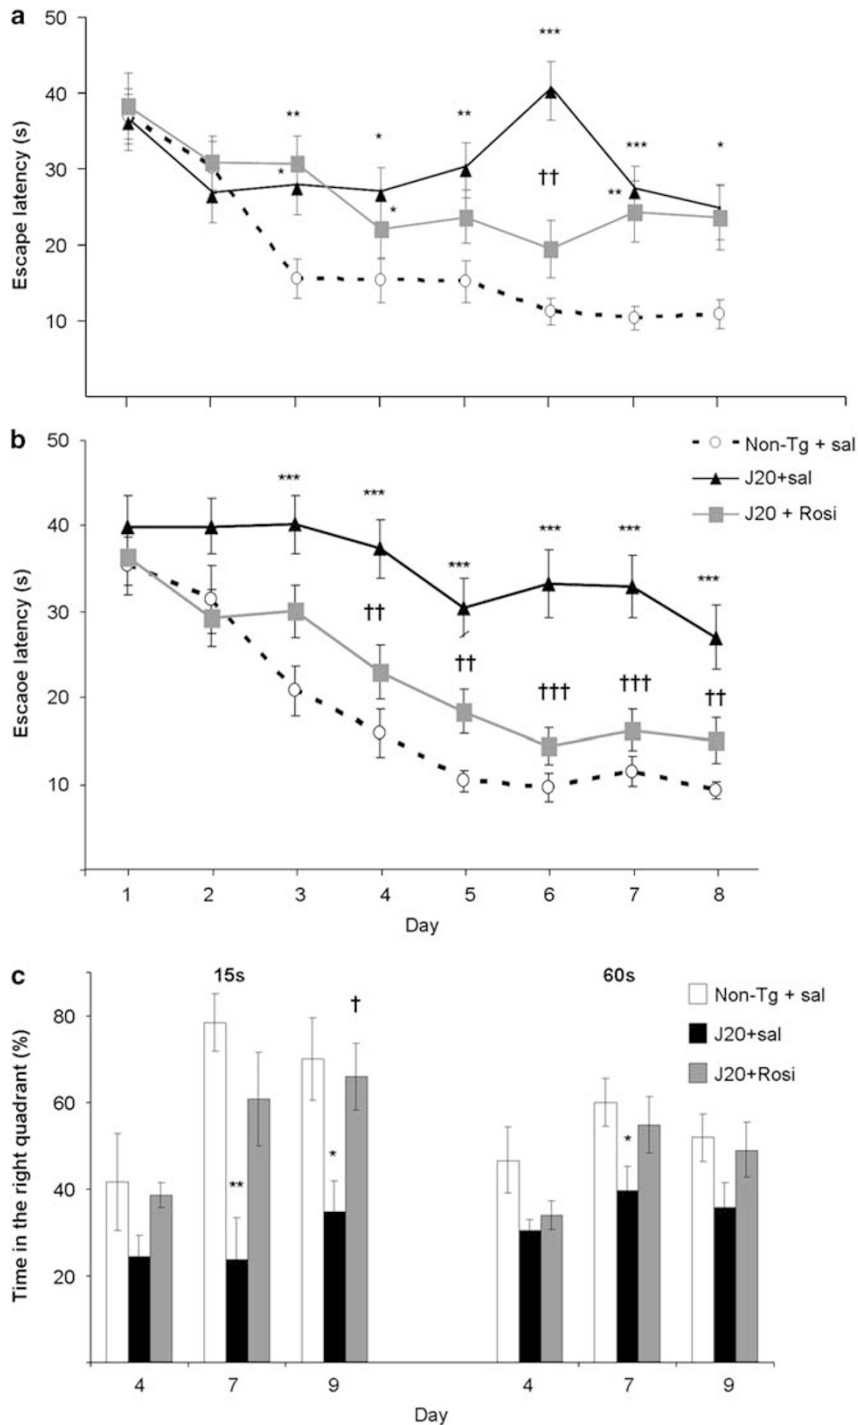 a
Escape latency (s)
50
40
30
20
10
***
**
*
**
***
*
*
*
**
††
b
Escaoe latency (s)
50
40
30
20
10
Non-Tg + sal
J20+sal
J20 + Rosi
***
***
***
***
***
***
††
††
†††
†††
††
1 2 3 4 5 6 7 8
Day
c
Time in the right quadrant (%)
15s
60s
80
60
40
20
Non-Tg + sal
J20+sal
J20+Rosi
†
**
*
*
4 7 9 4 7 9
Day